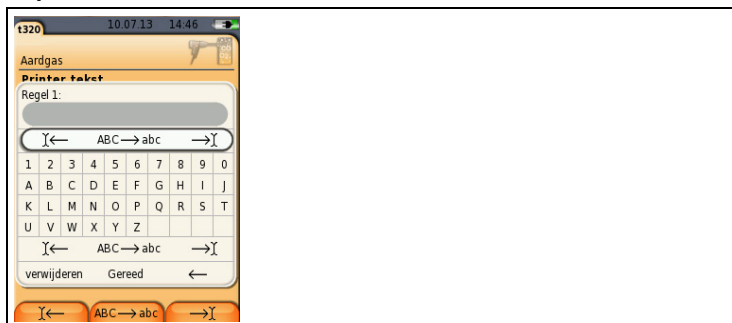 t320 10.07.13 14:46
Aardgas
Printer tekst
Regel 1:
ABC→abc
1 2 3 4 5 6 7 8 9 0
A B C D E F G H I J
K L M N O P Q R S T
U V W X Y Z
ABC→abc
verwijderen Gereed ←
ABC→abc